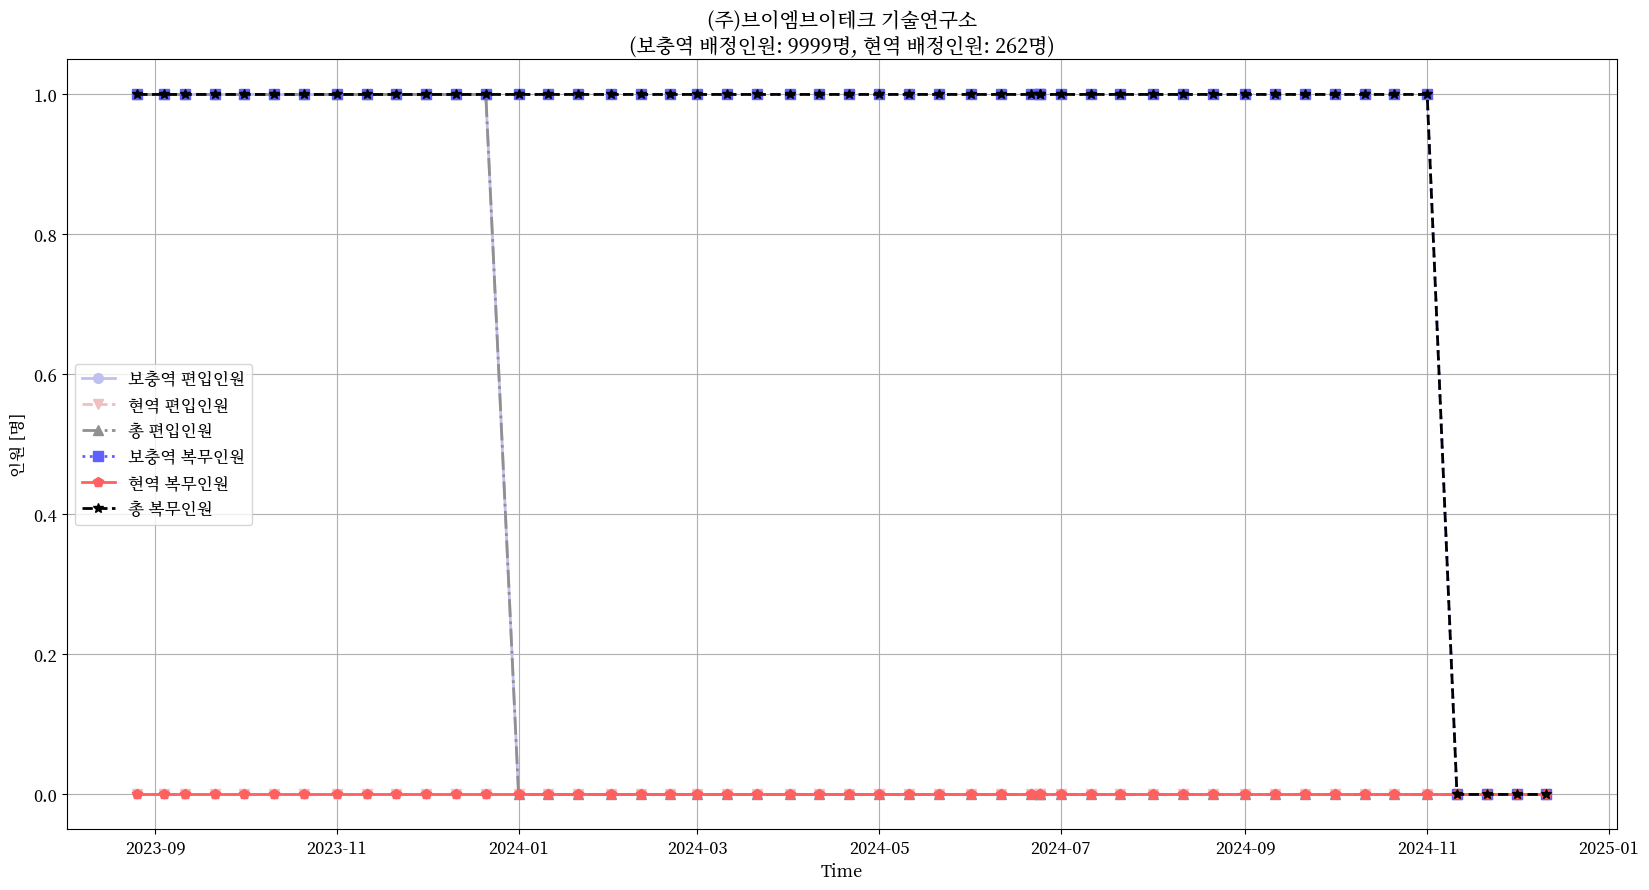 (주)브이엠브이테크 기술연구소
(보충역 배정인원: 9999명, 현역 배정인원: 262명)
인원 [명]
1.0
0.8
0.6
0.4
0.2
0.0
보충역 편입인원
현역 편입인원
총 편입인원
보충역 복무인원
현역 복무인원
총 복무인원
2023-09
2023-11
2024-01
2024-03
2024-05
2024-07
2024-09
2024-11
2025-01
Time